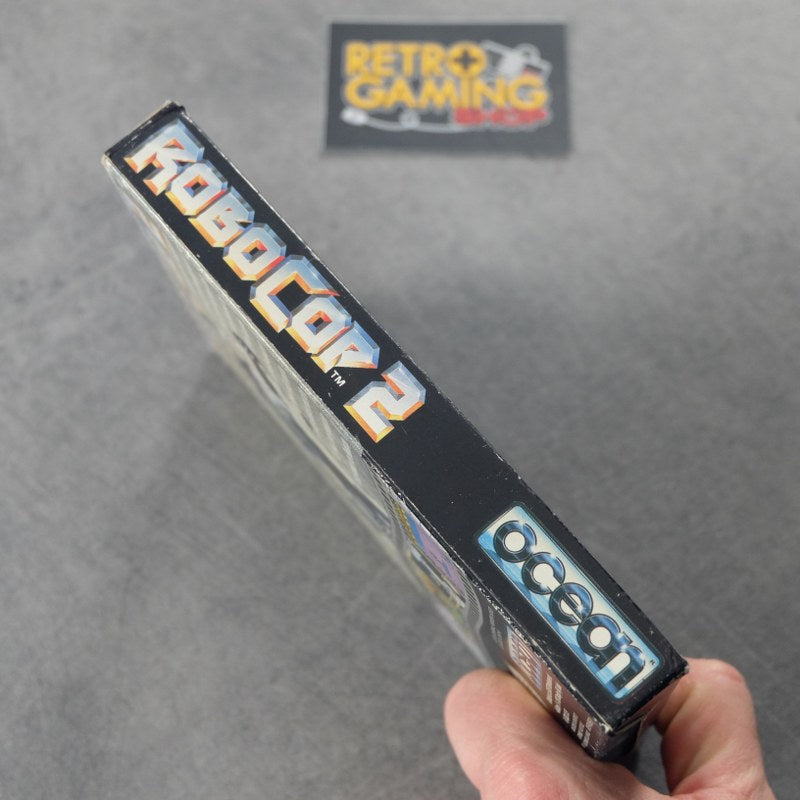 RETRO
GAMING
SHOP
ROBOCOP 2
TM
ocean